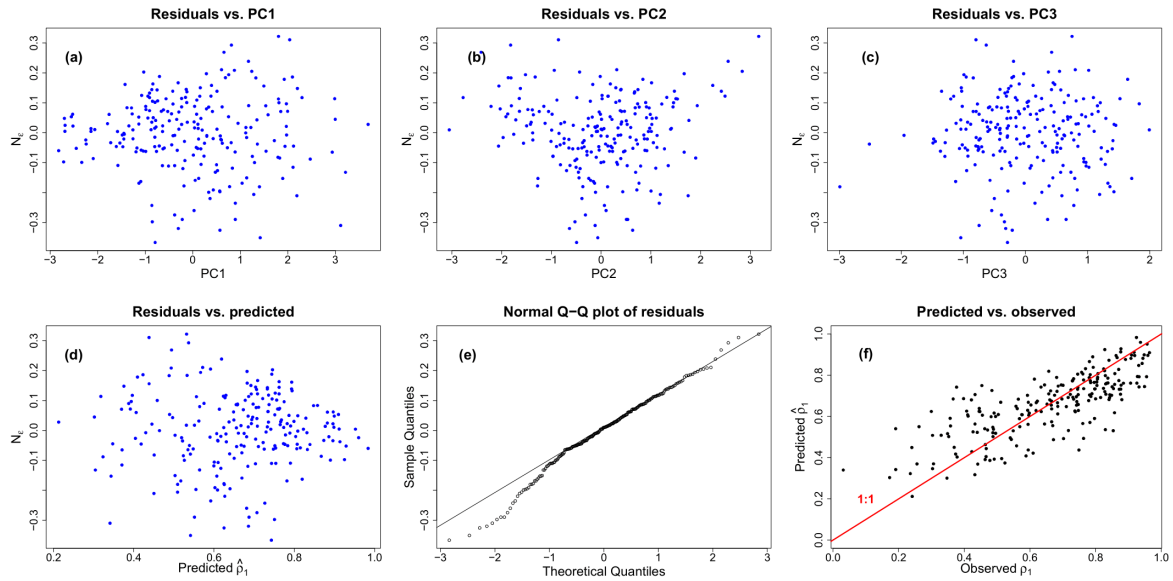 Residuals vs. PC1
(a)
Nε
0.3
0.2
0.1
0.0
−0.1
−0.3
−3 −2 −1 0 1 2 3
PC1
Residuals vs. PC2
(b)
Nε
0.3
0.2
0.1
0.0
−0.1
−0.3
−3 −2 −1 0 1 2 3
PC2
Residuals vs. PC3
(c)
Nε
0.3
0.2
0.1
0.0
−0.1
−0.3
−3 −2 −1 0 1 2
PC3
Residuals vs. predicted
(d)
Nε
0.3
0.2
0.1
0.0
−0.1
−0.3
0.2 0.4 0.6 0.8 1.0
Predicted ρ̂1
Normal Q−Q plot of residuals
(e)
Sample Quantiles
0.3
0.2
0.1
0.0
−0.1
−0.3
−3 −2 −1 0 1 2 3
Theoretical Quantiles
Predicted vs. observed
(f)
Predicted ρ̂1
1.0
0.8
0.6
0.4
0.2
0.0
1:1
0.0 0.2 0.4 0.6 0.8 1.0
Observed ρ1